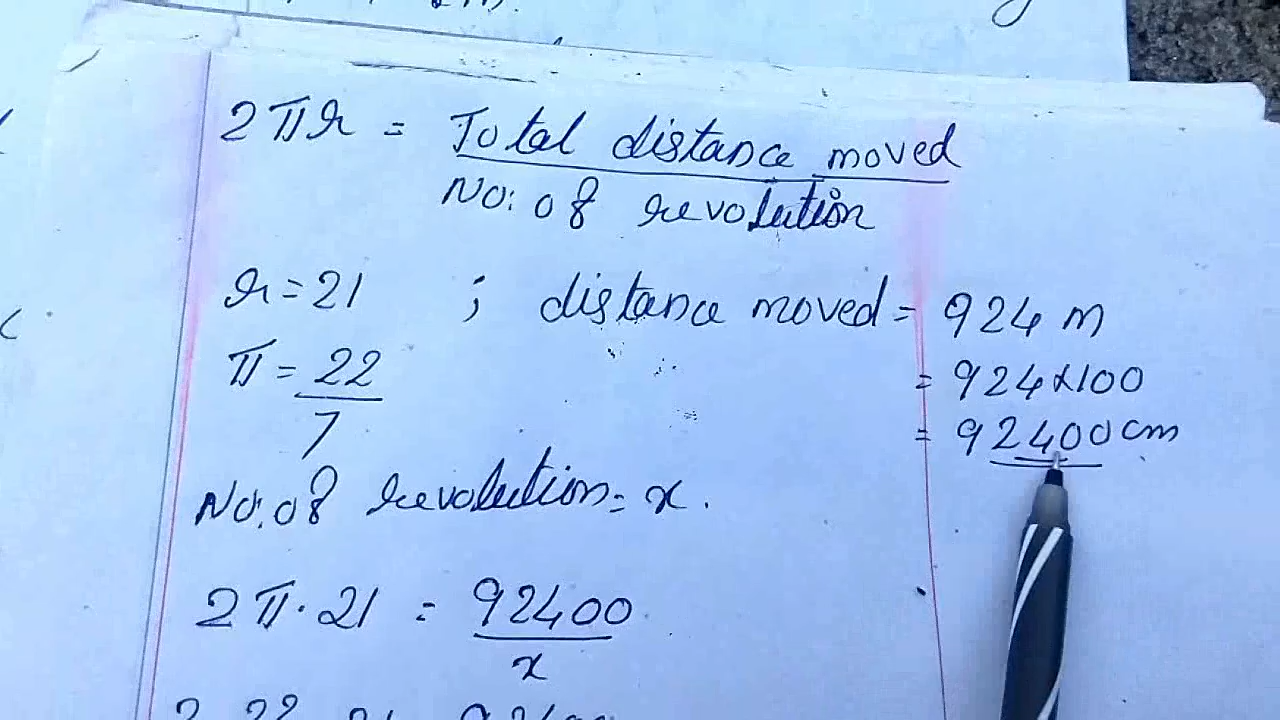 2πr = Total distance moved
No: of revolution
r = 21 ; distance moved = 924 m
π = 22
7
= 924×100
= 92400 cm
No: of revolution = x.
2π·21 = 92400
x